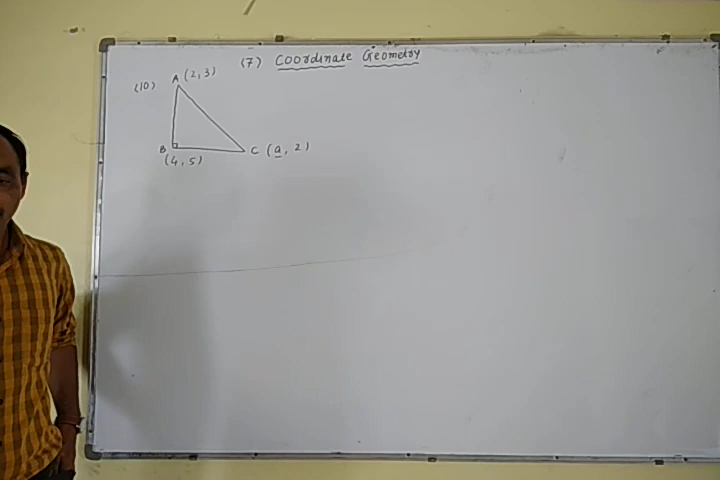 (7) Coordinate Geometry
(10)
A (2, 3)
B
C (a, 2)
(4, 5)